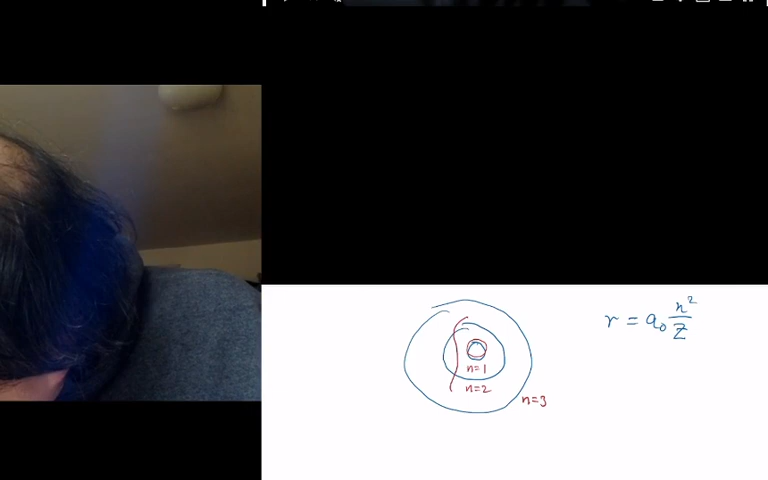 r = a₀ n²/Z
n=1
n=2
n=3